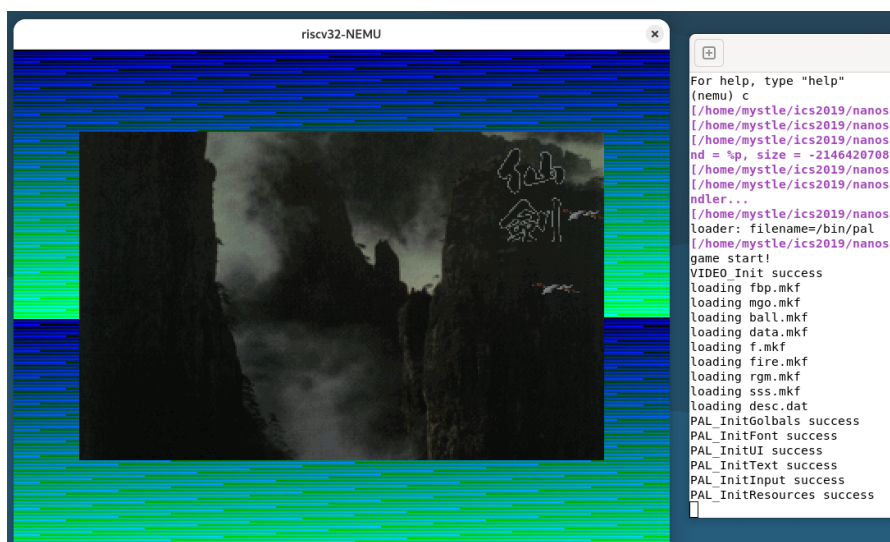 riscv32-NEMU
仙
劍
For help, type "help"
(nemu) c
[/home/mystle/ics2019/nanos
[/home/mystle/ics2019/nanos
[/home/mystle/ics2019/nanos
nd = %p, size = -2146420708
[/home/mystle/ics2019/nanos
[/home/mystle/ics2019/nanos
ndler...
[/home/mystle/ics2019/nanos
loader: filename=/bin/pal
[/home/mystle/ics2019/nanos
game start!
VIDEO_Init success
loading fbp.mkf
loading mgo.mkf
loading ball.mkf
loading data.mkf
loading f.mkf
loading fire.mkf
loading rgm.mkf
loading sss.mkf
loading desc.dat
PAL_InitGolbals success
PAL_InitFont success
PAL_InitUI success
PAL_InitText success
PAL_InitInput success
PAL_InitResources success